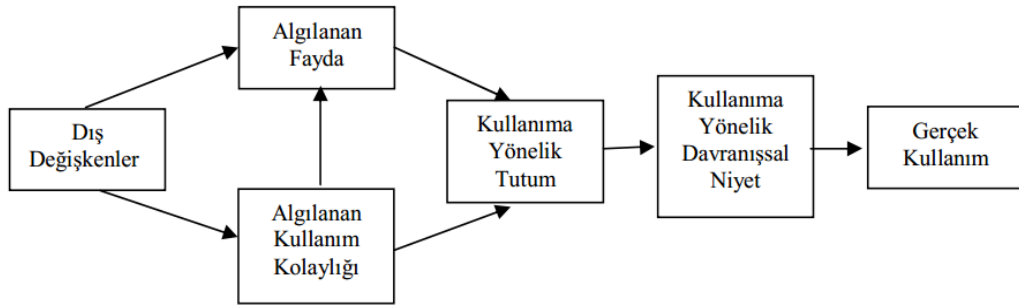 Algılanan
Fayda
Dış
Değişkenler
Algılanan
Kullanım
Kolaylığı
Kullanıma
Yönelik
Tutum
Kullanıma
Yönelik
Davranışsal
Niyet
Gerçek
Kullanım